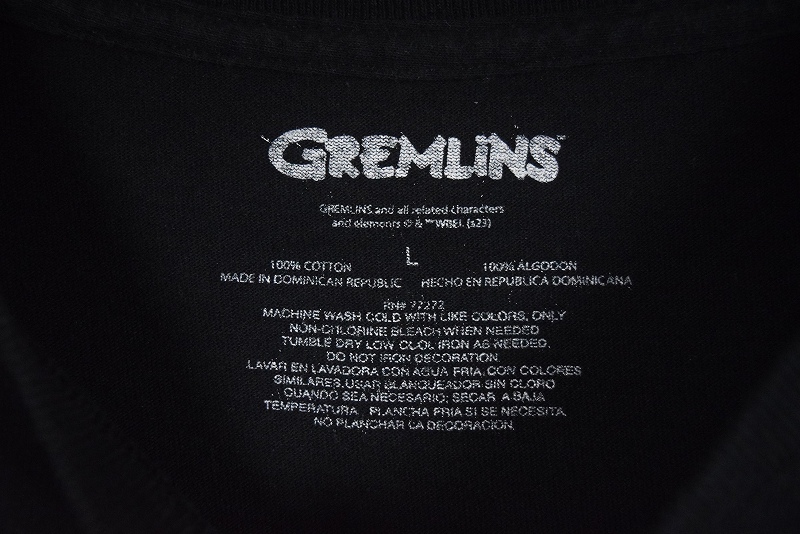 GREMLINS™
GREMLINS and all related characters
and elements © & ™ WBEI. (s23)
L
100% COTTON 100% ALGODON
MADE IN DOMINICAN REPUBLIC HECHO EN REPUBLICA DOMINICANA
RN# 77272
MACHINE WASH COLD WITH LIKE COLORS, ONLY
NON-CHLORINE BLEACH WHEN NEEDED
TUMBLE DRY LOW COOL IRON AS NEEDED.
DO NOT IRON DECORATION.
LAVAR EN LAVADORA CON AGUA FRIA, CON COLORES
SIMILARES. USAR BLANQUEADOR SIN CLORO
CUANDO SEA NECESARIO; SECAR A BAJA
TEMPERATURA. PLANCHA FRIA SI SE NECESITA.
NO PLANCHAR LA DECORACION.